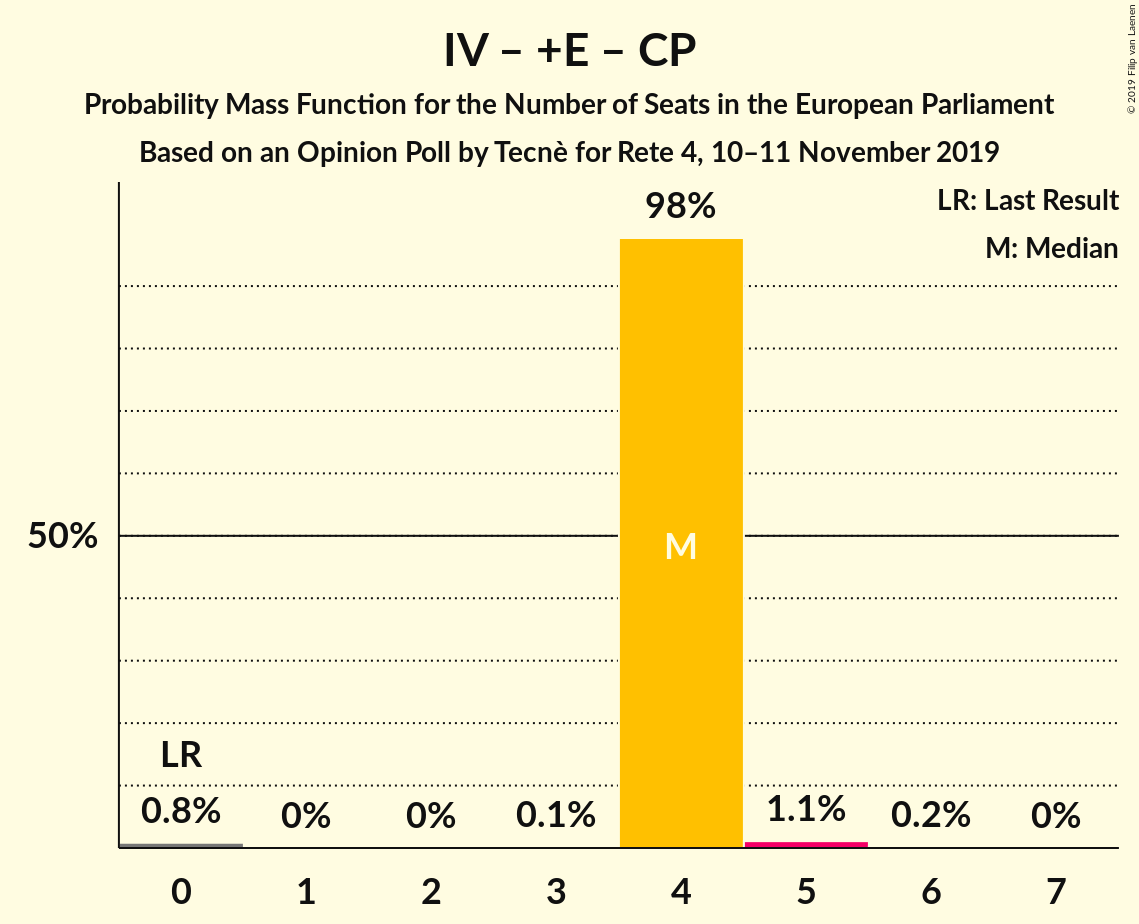 IV – +E – CP
Probability Mass Function for the Number of Seats in the European Parliament
Based on an Opinion Poll by Tecnè for Rete 4, 10–11 November 2019
© 2019 Filip van Laenen
LR: Last Result
M: Median
98%
50%
M
LR
0.8%
0%
0%
0.1%
1.1%
0.2%
0%
0
1
2
3
4
5
6
7